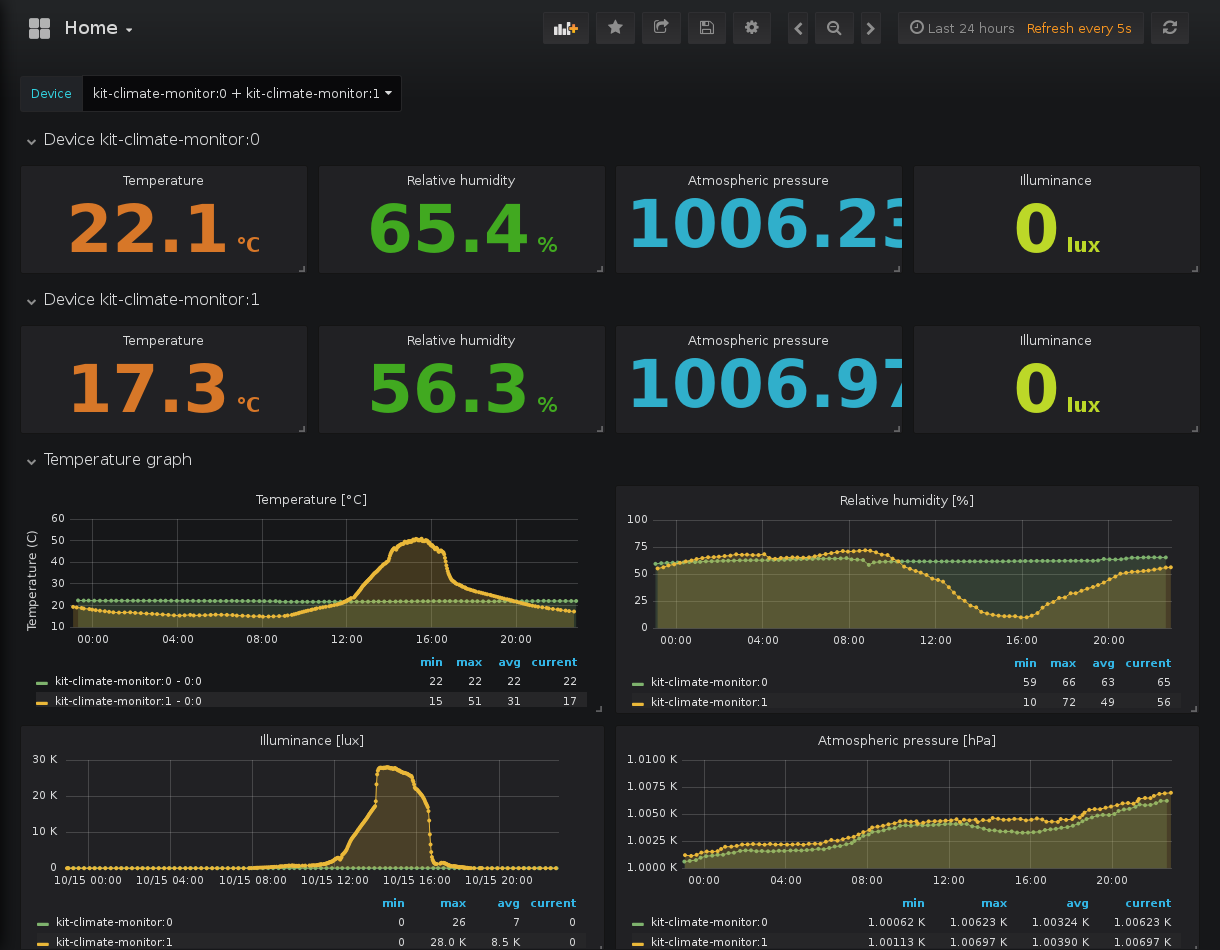 Home
Last 24 hours Refresh every 5s
Device kit-climate-monitor:0 + kit-climate-monitor:1
Device kit-climate-monitor:0
Temperature Relative humidity Atmospheric pressure Illuminance
22.1 °C 65.4 % 1006.23 0 lux
Device kit-climate-monitor:1
Temperature Relative humidity Atmospheric pressure Illuminance
17.3 °C 56.3 % 1006.97 0 lux
Temperature graph
Temperature [°C]
Temperature (C)
60
50
40
30
20
10
00:00 04:00 08:00 12:00 16:00 20:00
min max avg current
kit-climate-monitor:0 - 0:0 22 22 22 22
kit-climate-monitor:1 - 0:0 15 51 31 17
Relative humidity [%]
100
75
50
25
0
00:00 04:00 08:00 12:00 16:00 20:00
min max avg current
kit-climate-monitor:0 59 66 63 65
kit-climate-monitor:1 10 72 49 56
Illuminance [lux]
30 K
20 K
10 K
0
10/15 00:00 10/15 04:00 10/15 08:00 10/15 12:00 10/15 16:00 10/15 20:00
min max avg current
kit-climate-monitor:0 0 26 7 0
kit-climate-monitor:1 0 28.0 K 8.5 K 0
Atmospheric pressure [hPa]
1.0100 K
1.0075 K
1.0050 K
1.0025 K
1.0000 K
00:00 04:00 08:00 12:00 16:00 20:00
min max avg current
kit-climate-monitor:0 1.00062 K 1.00623 K 1.00324 K 1.00623 K
kit-climate-monitor:1 1.00113 K 1.00697 K 1.00390 K 1.00697 K